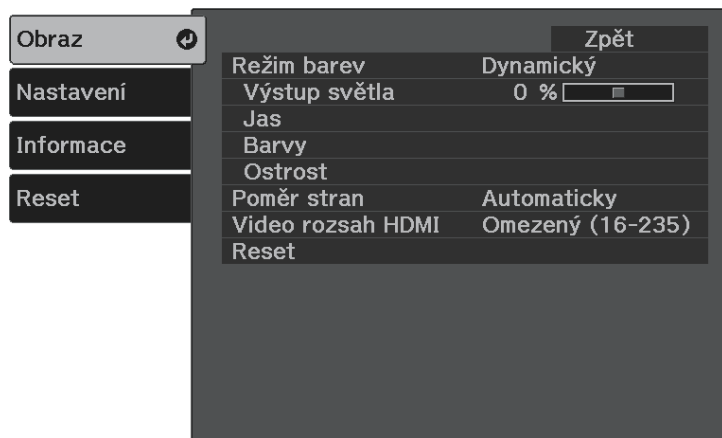 Obraz
Nastavení
Informace
Reset
Zpět
Režim barev Dynamický
Výstup světla 0 %
Jas
Barvy
Ostrost
Poměr stran Automaticky
Video rozsah HDMI Omezený (16-235)
Reset